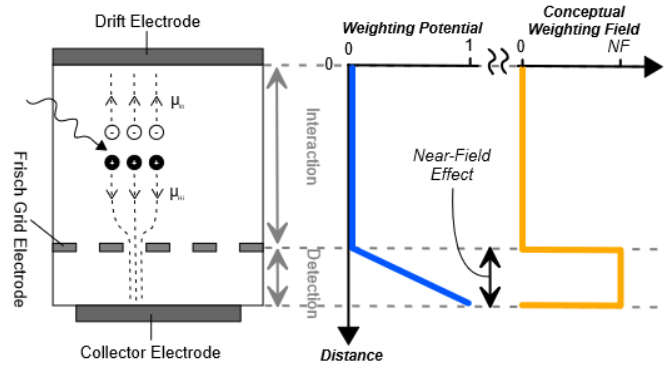 Drift Electrode
Weighting Potential
Conceptual
Weighting Field
0
1
0
NF
0
μ
-
-
-
+
+
+
μ
Interaction
Near-Field
Effect
Frisch Grid Electrode
Detection
Collector Electrode
Distance